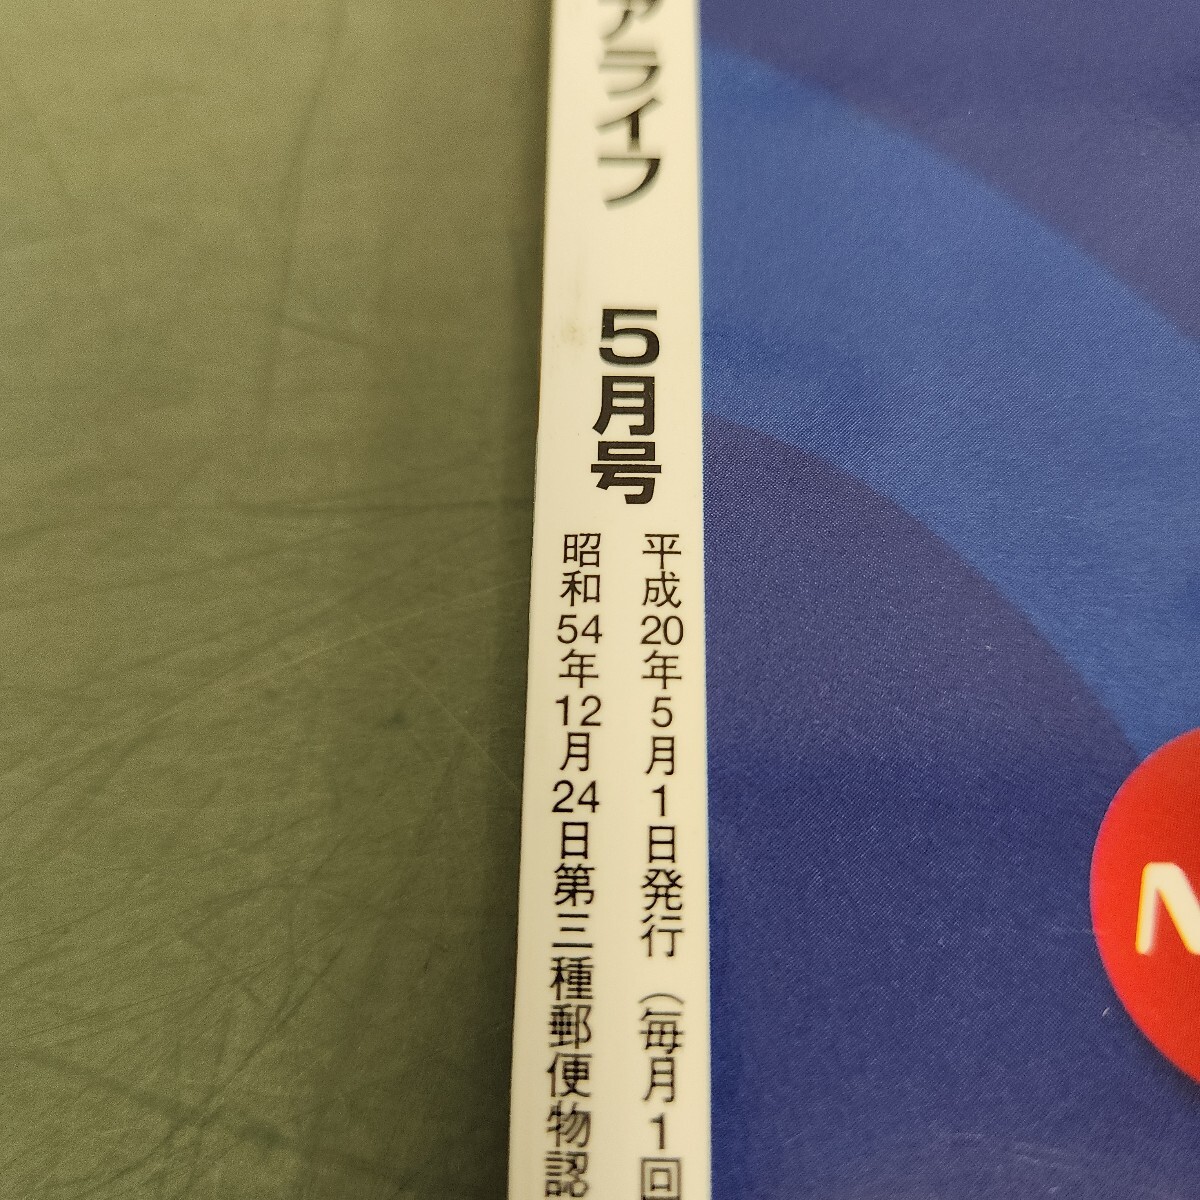 アライフ 5月号
平成20年5月1日発行（毎月1回
昭和54年12月24日第三種郵便物認
N